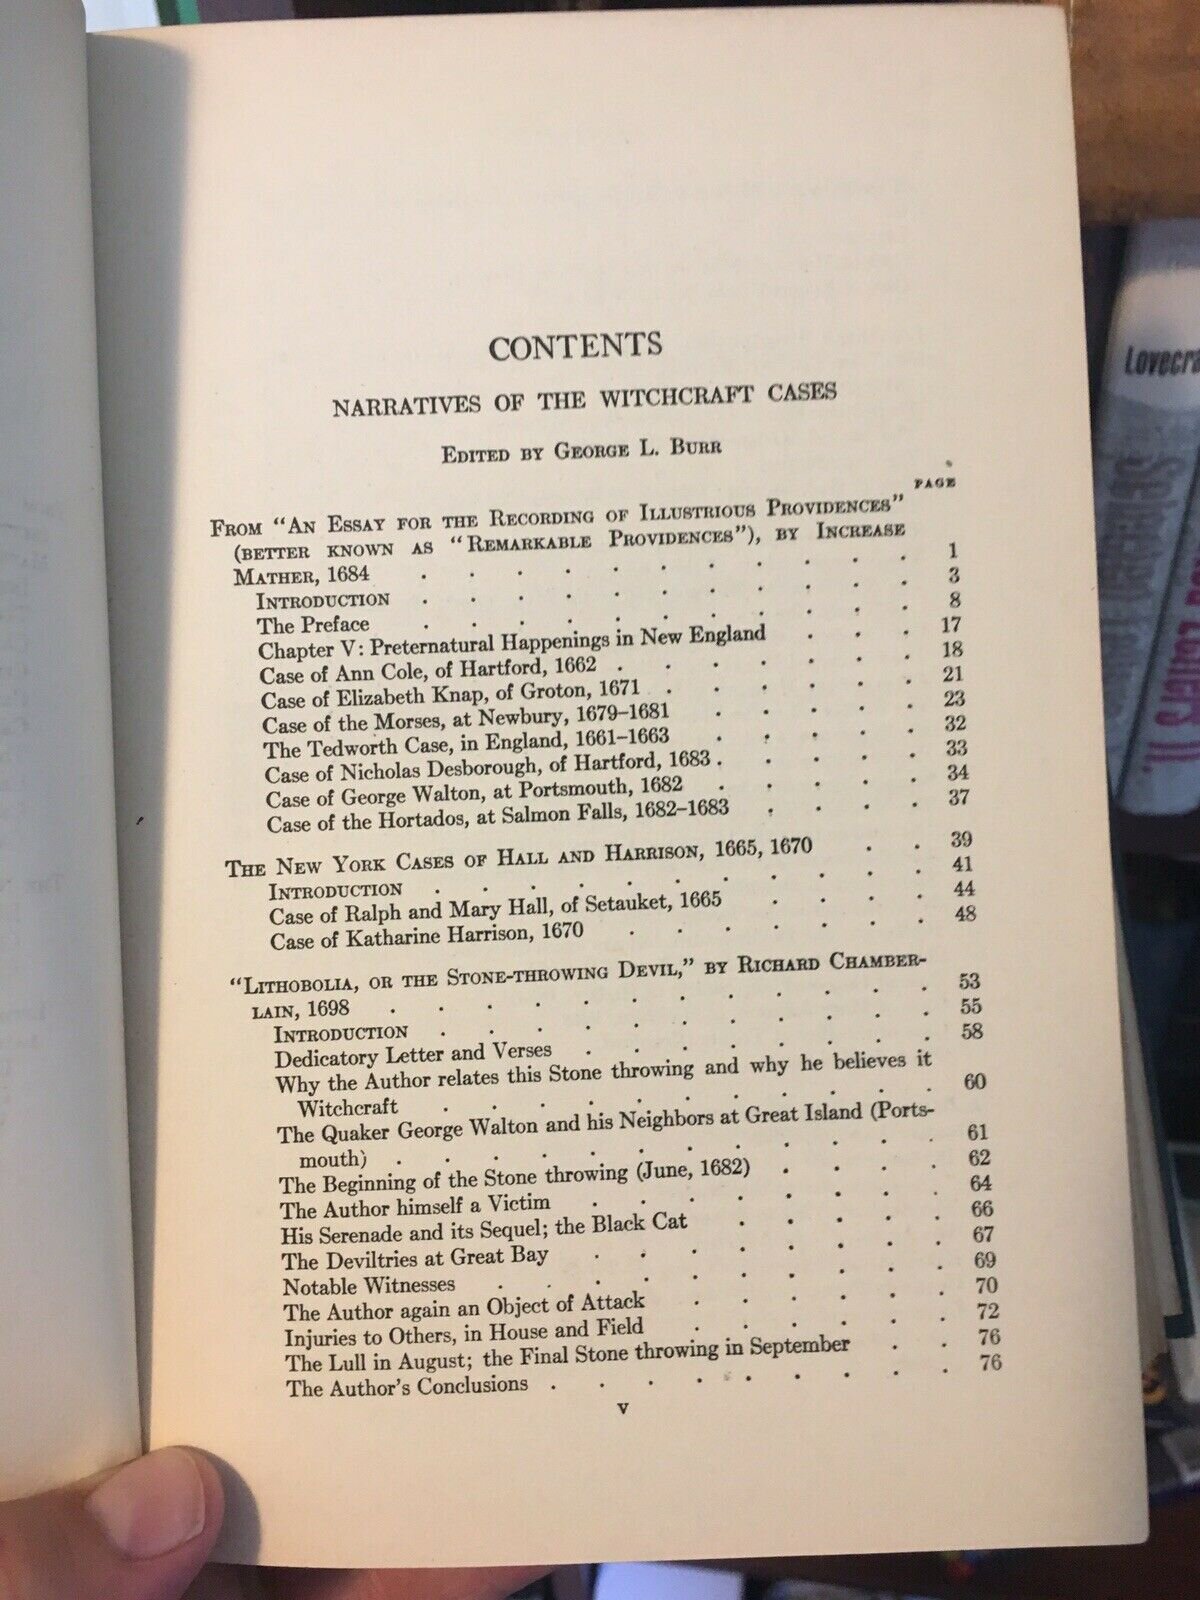 CONTENTS
NARRATIVES OF THE WITCHCRAFT CASES
EDITED BY GEORGE L. BURR
PAGE
FROM "AN ESSAY FOR THE RECORDING OF ILLUSTRIOUS PROVIDENCES"
(BETTER KNOWN AS "REMARKABLE PROVIDENCES"), BY INCREASE
MATHER, 1684 . . . . . . . . . . . 1
INTRODUCTION . . . . . . . . . . . 3
The Preface . . . . . . . . . . . 8
Chapter V: Preternatural Happenings in New England . . . 17
Case of Ann Cole, of Hartford, 1662 . . . . . . . 18
Case of Elizabeth Knap, of Groton, 1671 . . . . . . 21
Case of the Morses, at Newbury, 1679–1681 . . . . . 23
The Tedworth Case, in England, 1661–1663 . . . . . 32
Case of Nicholas Desborough, of Hartford, 1683 . . . . . 33
Case of George Walton, at Portsmouth, 1682 . . . . . 34
Case of the Hortados, at Salmon Falls, 1682–1683 . . . . 37
THE NEW YORK CASES OF HALL AND HARRISON, 1665, 1670 . . 39
INTRODUCTION . . . . . . . . . . . 41
Case of Ralph and Mary Hall, of Setauket, 1665 . . . . 44
Case of Katharine Harrison, 1670 . . . . . . . 48
"LITHOBOLIA, OR THE STONE-THROWING DEVIL," BY RICHARD CHAMBER-
LAIN, 1698 . . . . . . . . . . . . 53
INTRODUCTION . . . . . . . . . . . 55
Dedicatory Letter and Verses . . . . . . . . 58
Why the Author relates this Stone throwing and why he believes it
Witchcraft . . . . . . . . . . . 60
The Quaker George Walton and his Neighbors at Great Island (Ports-
mouth) . . . . . . . . . . . . 61
The Beginning of the Stone throwing (June, 1682) . . . . 62
The Author himself a Victim . . . . . . . . 64
His Serenade and its Sequel; the Black Cat . . . . . 66
The Deviltries at Great Bay . . . . . . . . 67
Notable Witnesses . . . . . . . . . . 69
The Author again an Object of Attack . . . . . . 70
Injuries to Others, in House and Field . . . . . . 72
The Lull in August; the Final Stone throwing in September . . 76
The Author's Conclusions . . . . . . . . . 76
v
Lovecra
Letters II.